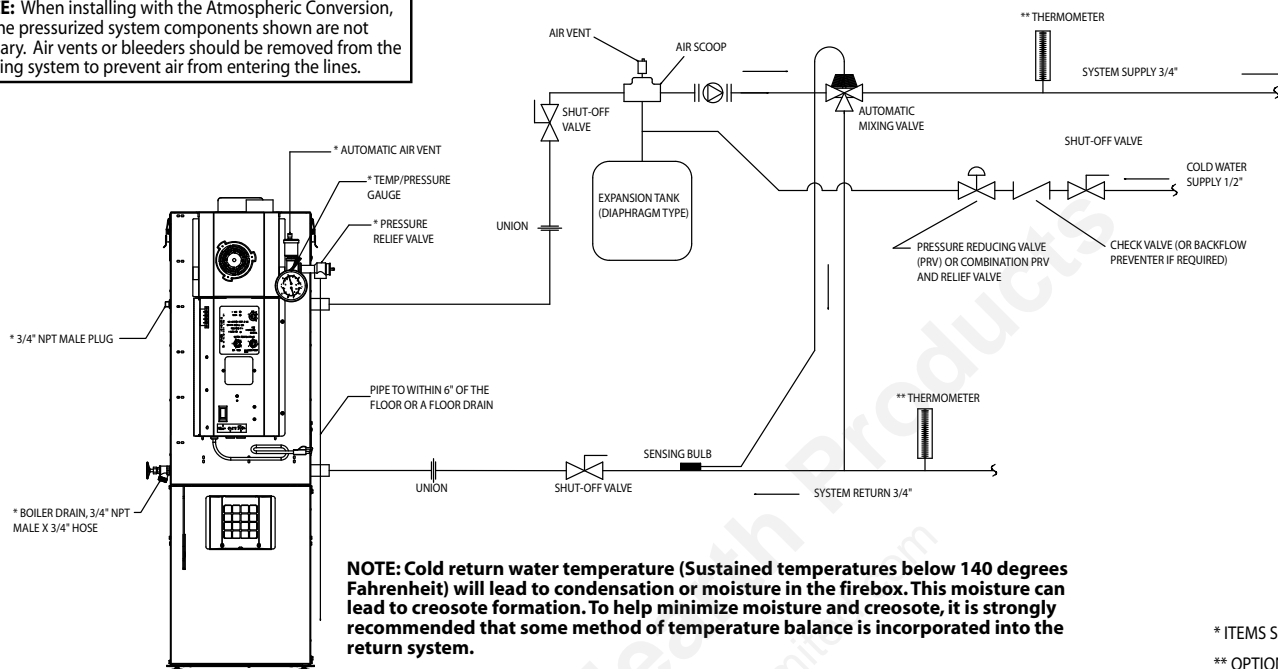 E: When installing with the Atmospheric Conversion,
pressurized system components shown are not
Air vents or bleeders should be removed from the
system to prevent air from entering the lines.
** THERMOMETER
AIR VENT
AIR SCOOP
SYSTEM SUPPLY 3/4"
SHUT-OFF
VALVE
AUTOMATIC
MIXING VALVE
SHUT-OFF VALVE
* AUTOMATIC AIR VENT
COLD WATER
SUPPLY 1/2"
* TEMP/PRESSURE
GAUGE
EXPANSION TANK
(DIAPHRAGM TYPE)
* PRESSURE
RELIEF VALVE
UNION
PRESSURE REDUCING VALVE
(PRV) OR COMBINATION PRV
AND RELIEF VALVE
CHECK VALVE (OR BACKFLOW
PREVENTER IF REQUIRED)
* 3/4" NPT MALE PLUG
PIPE TO WITHIN 6" OF THE
FLOOR OR A FLOOR DRAIN
** THERMOMETER
SENSING BULB
UNION
SHUT-OFF VALVE
SYSTEM RETURN 3/4"
* BOILER DRAIN, 3/4" NPT
MALE X 3/4" HOSE
NOTE: Cold return water temperature (Sustained temperatures below 140 degrees
Fahrenheit) will lead to condensation or moisture in the firebox. This moisture can
lead to creosote formation. To help minimize moisture and creosote, it is strongly
recommended that some method of temperature balance is incorporated into the
return system.
* ITEMS S
** OPTION
Products